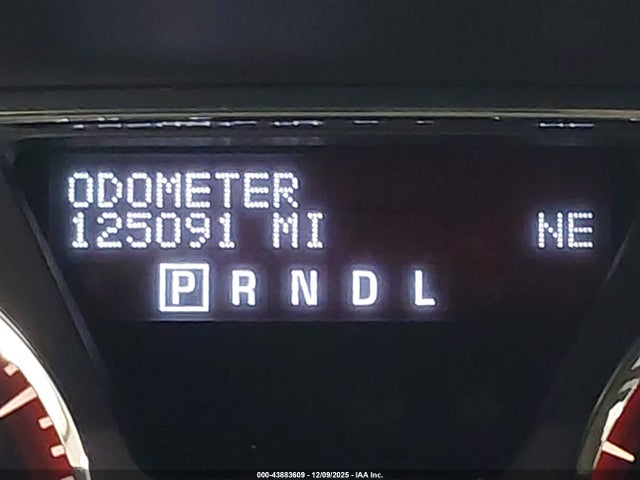 ODOMETER
125091 MI NE
P R N D L
000-43883609 - 12/09/2025 - IAA Inc.